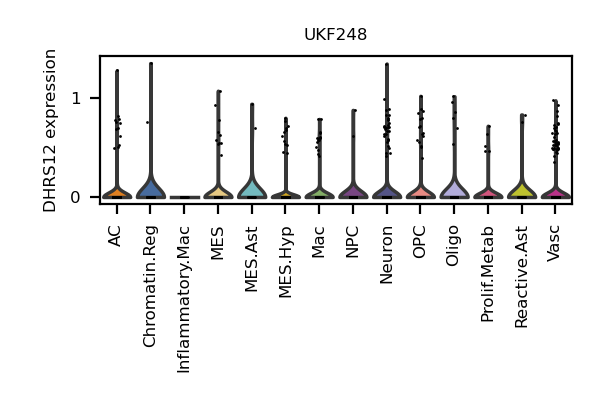 UKF248
DHRS12 expression
1
0
AC
Chromatin.Reg
Inflammatory.Mac
MES
MES.Ast
MES.Hyp
Mac
NPC
Neuron
OPC
Oligo
Prolif.Metab
Reactive.Ast
Vasc